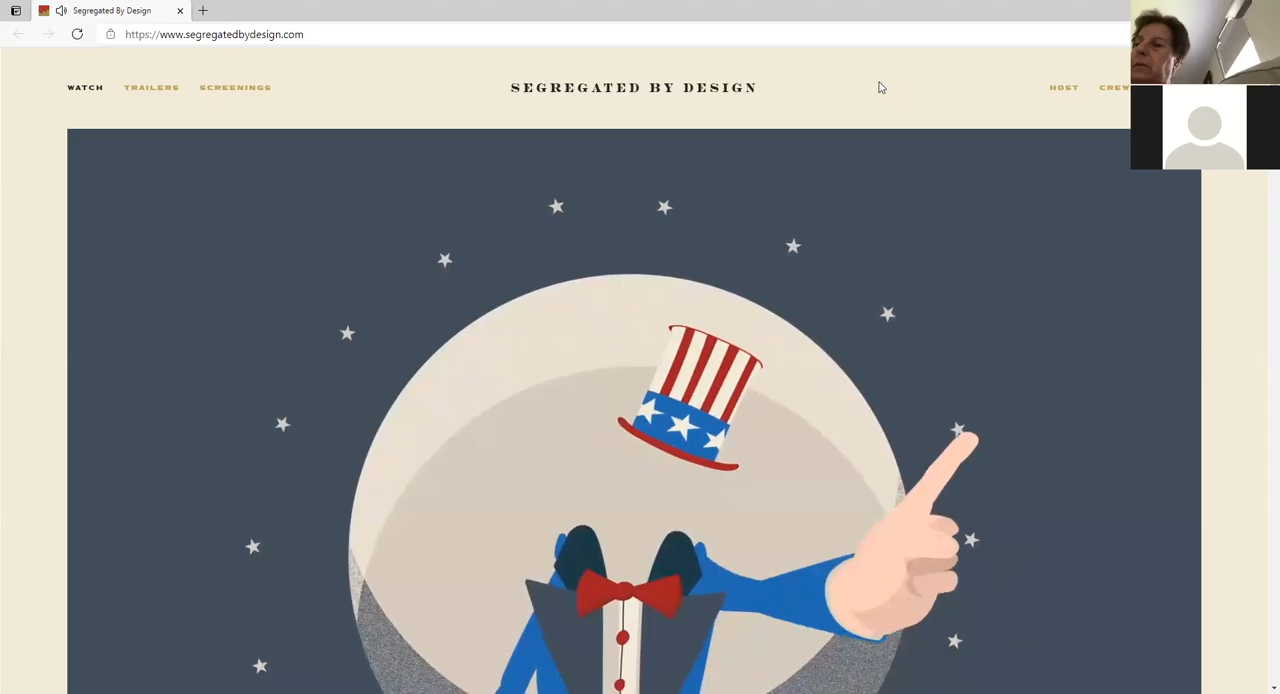 Segregated By Design
https://www.segregatedbydesign.com
WATCH TRAILERS SCREENINGS SEGREGATED BY DESIGN HOST CREW